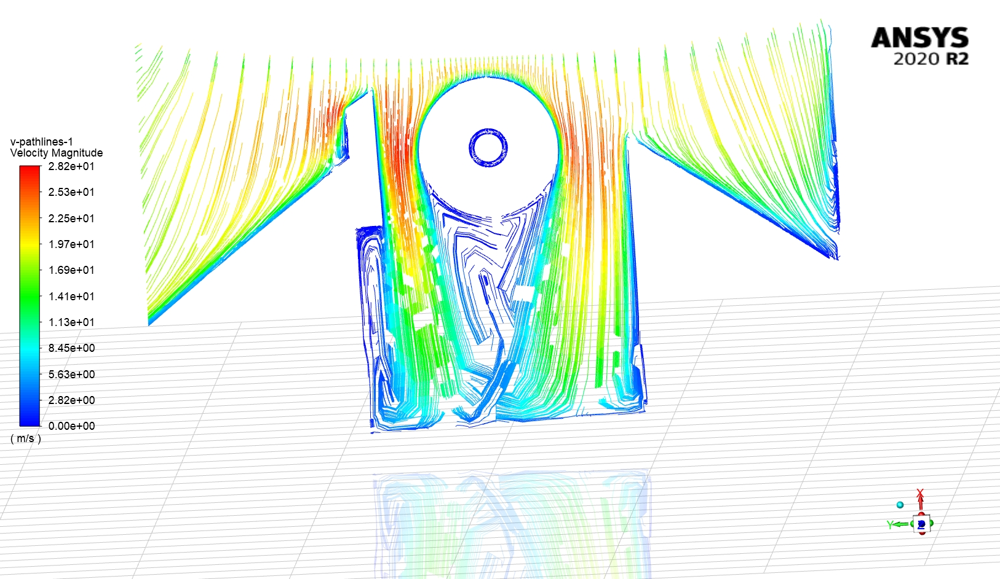 ANSYS
2020 R2
v-pathlines-1
Velocity Magnitude
2.82e+01
2.53e+01
2.25e+01
1.97e+01
1.69e+01
1.41e+01
1.13e+01
8.45e+00
5.63e+00
2.82e+00
0.00e+00
( m/s )
X
Y
Z